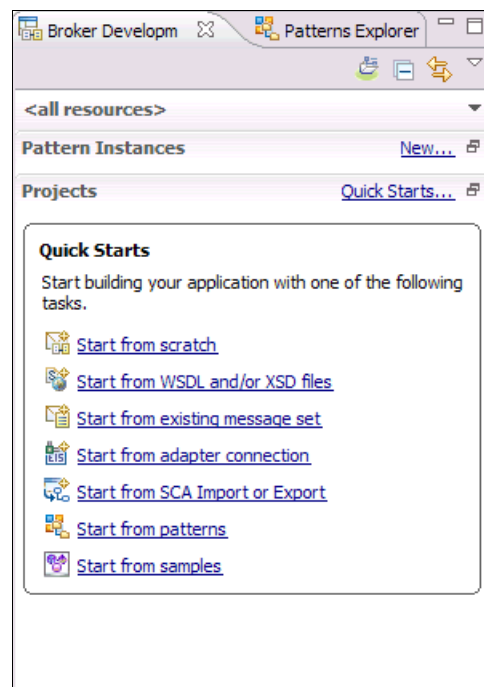 Broker Developm Patterns Explorer
<all resources>
Pattern Instances New...
Projects Quick Starts...
Quick Starts
Start building your application with one of the following
tasks.
Start from scratch
Start from WSDL and/or XSD files
Start from existing message set
EIS Start from adapter connection
Start from SCA Import or Export
Start from patterns
Start from samples